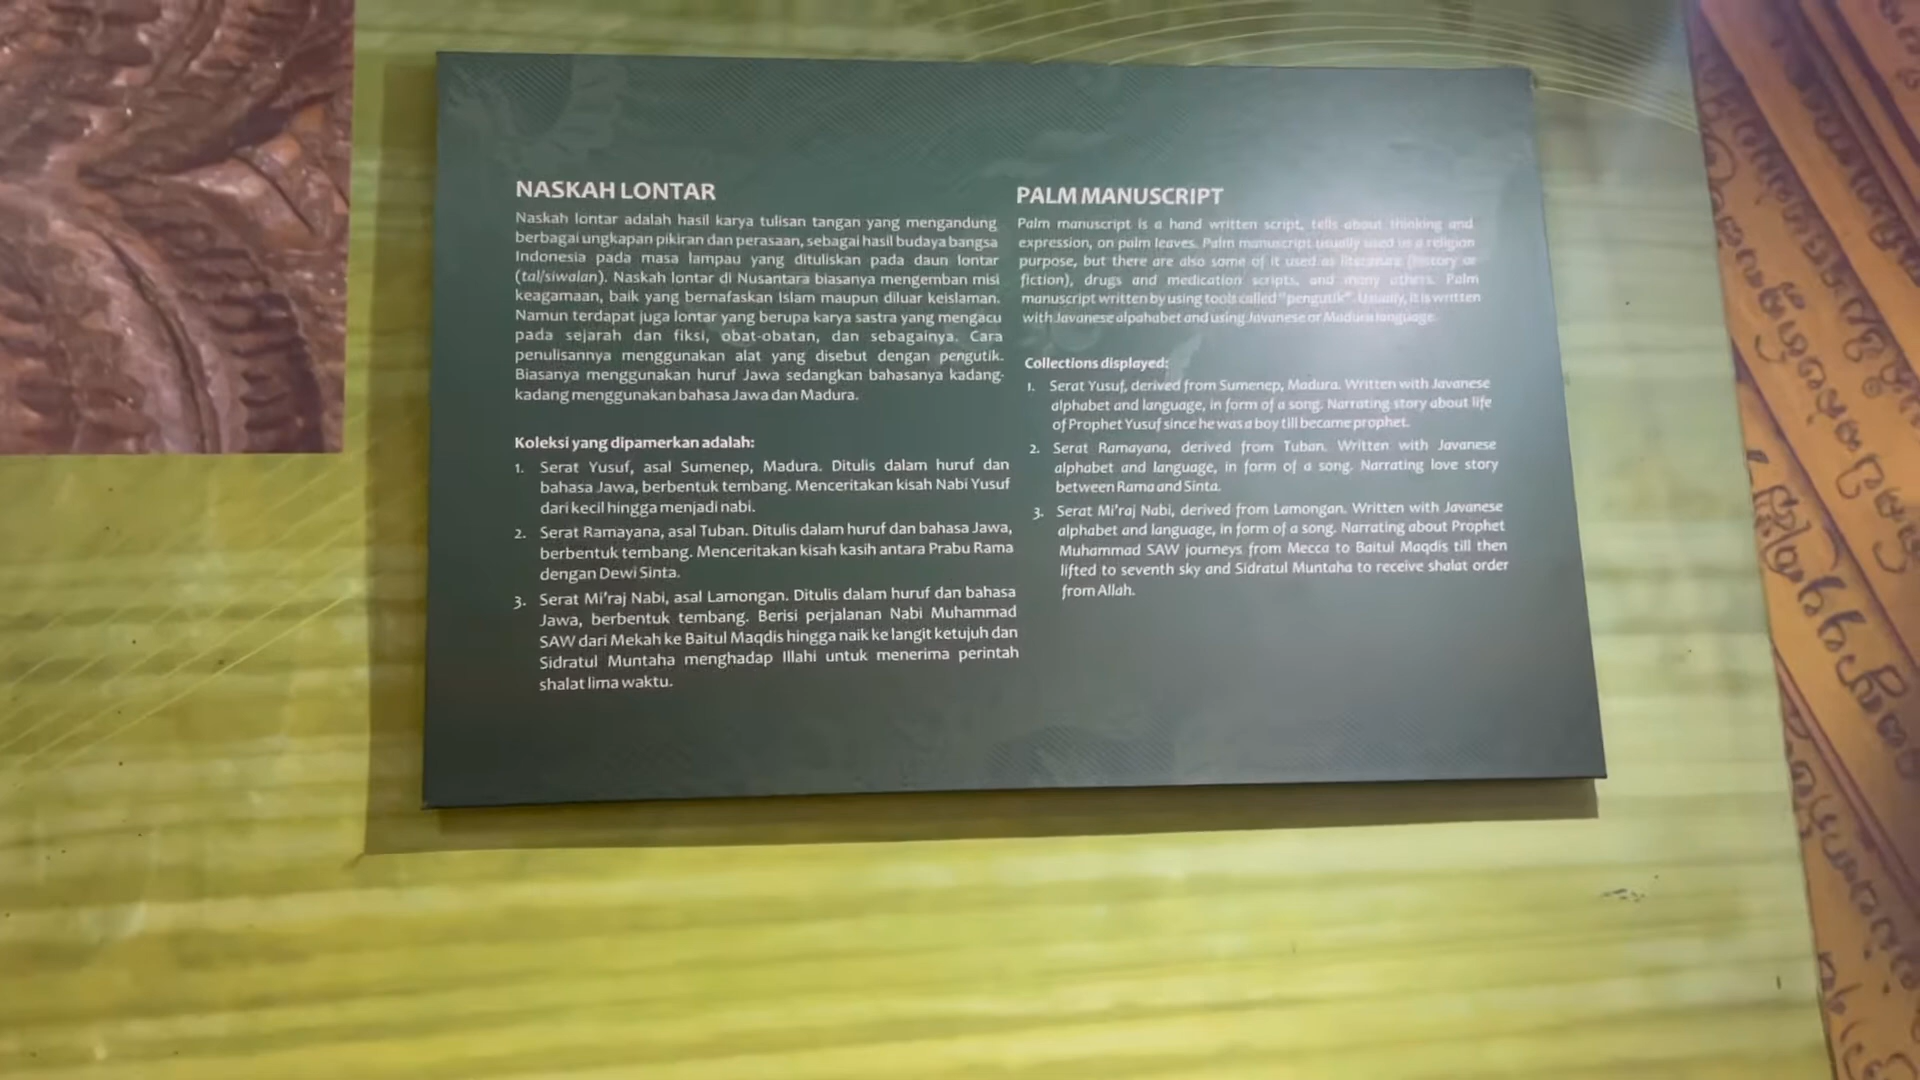 NASKAH LONTAR
Naskah lontar adalah hasil karya tulisan tangan yang mengandung
berbagai ungkapan pikiran dan perasaan, sebagai hasil budaya bangsa
Indonesia pada masa lampau yang dituliskan pada daun lontar
(tal/siwalan). Naskah lontar di Nusantara biasanya mengemban misi
keagamaan, baik yang bernafaskan Islam maupun diluar keislaman.
Namun terdapat juga lontar yang berupa karya sastra yang mengacu
pada sejarah dan fiksi, obat-obatan, dan sebagainya. Cara
penulisannya menggunakan alat yang disebut dengan pengutik.
Biasanya menggunakan huruf Jawa sedangkan bahasanya kadang-
kadang menggunakan bahasa Jawa dan Madura.
Koleksi yang dipamerkan adalah:
1. Serat Yusuf, asal Sumenep, Madura. Ditulis dalam huruf dan
bahasa Jawa, berbentuk tembang. Menceritakan kisah Nabi Yusuf
dari kecil hingga menjadi nabi.
2. Serat Ramayana, asal Tuban. Ditulis dalam huruf dan bahasa Jawa,
berbentuk tembang. Menceritakan kisah kasih antara Prabu Rama
dengan Dewi Sinta.
3. Serat Mi'raj Nabi, asal Lamongan. Ditulis dalam huruf dan bahasa
Jawa, berbentuk tembang. Berisi perjalanan Nabi Muhammad
SAW dari Mekah ke Baitul Maqdis hingga naik ke langit ketujuh dan
Sidratul Muntaha menghadap Illahi untuk menerima perintah
shalat lima waktu.
PALM MANUSCRIPT
Palm manuscript is a hand written script, tells about thinking and
expression, on palm leaves. Palm manuscript usually used as a religion
purpose, but there are also some of it used as literature (history or
fiction), drugs and medication scripts, and many others. Palm
manuscript written by using tools called "pengutik". Usually, it is written
with Javanese alpahabet and using Javanese or Madura language.
Collections displayed:
1. Serat Yusuf, derived from Sumenep, Madura. Written with Javanese
alphabet and language, in form of a song. Narrating story about life
of Prophet Yusuf since he was a boy till became prophet.
2. Serat Ramayana, derived from Tuban. Written with Javanese
alphabet and language, in form of a song. Narrating love story
between Rama and Sinta.
3. Serat Mi'raj Nabi, derived from Lamongan. Written with Javanese
alphabet and language, in form of a song. Narrating about Prophet
Muhammad SAW journeys from Mecca to Baitul Maqdis till then
lifted to seventh sky and Sidratul Muntaha to receive shalat order
from Allah.